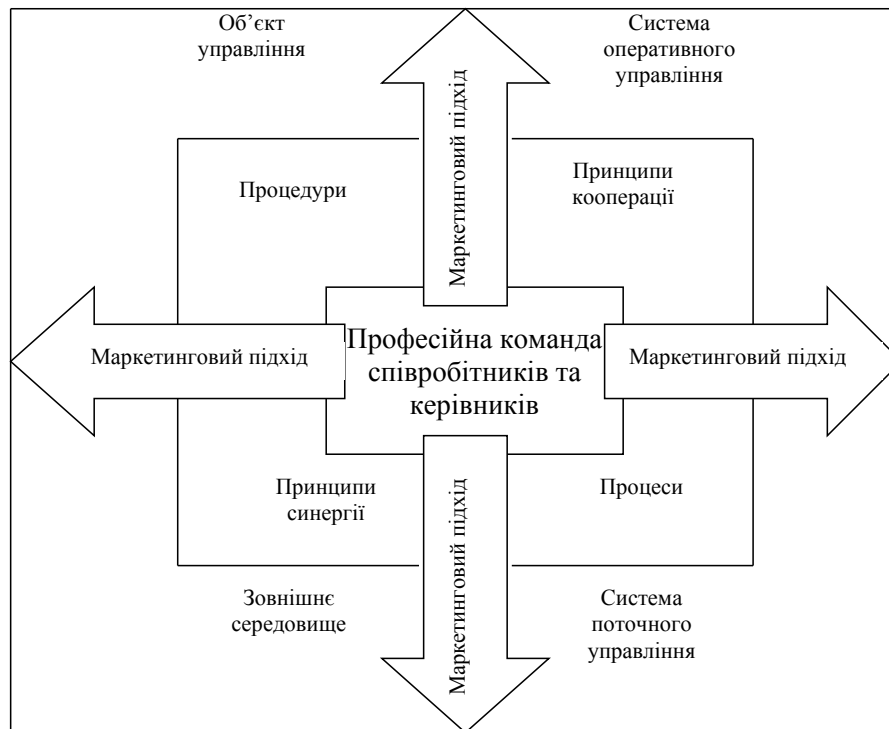 Об’єкт
управління
Система
оперативного
управління
Маркетинговий підхід
Процедури
Принципи
кооперації
Маркетинговий підхід
Професійна команда
співробітників та
керівників
Маркетинговий підхід
Принципи
синергії
Процеси
Маркетинговий підхід
Зовнішнє
середовище
Система
поточного
управління